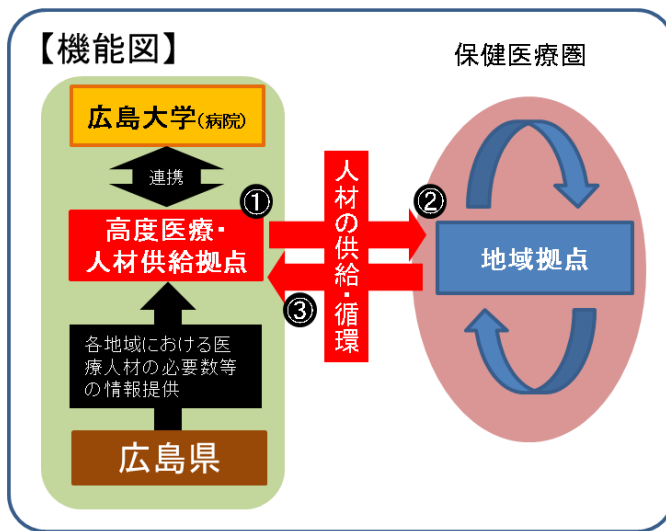 【機能図】
保健医療圏
広島大学(病院)
連携
①
高度医療・
人材供給拠点
人材の供給・循環
②
地域拠点
③
各地域における医
療人材の必要数等
の情報提供
広島県